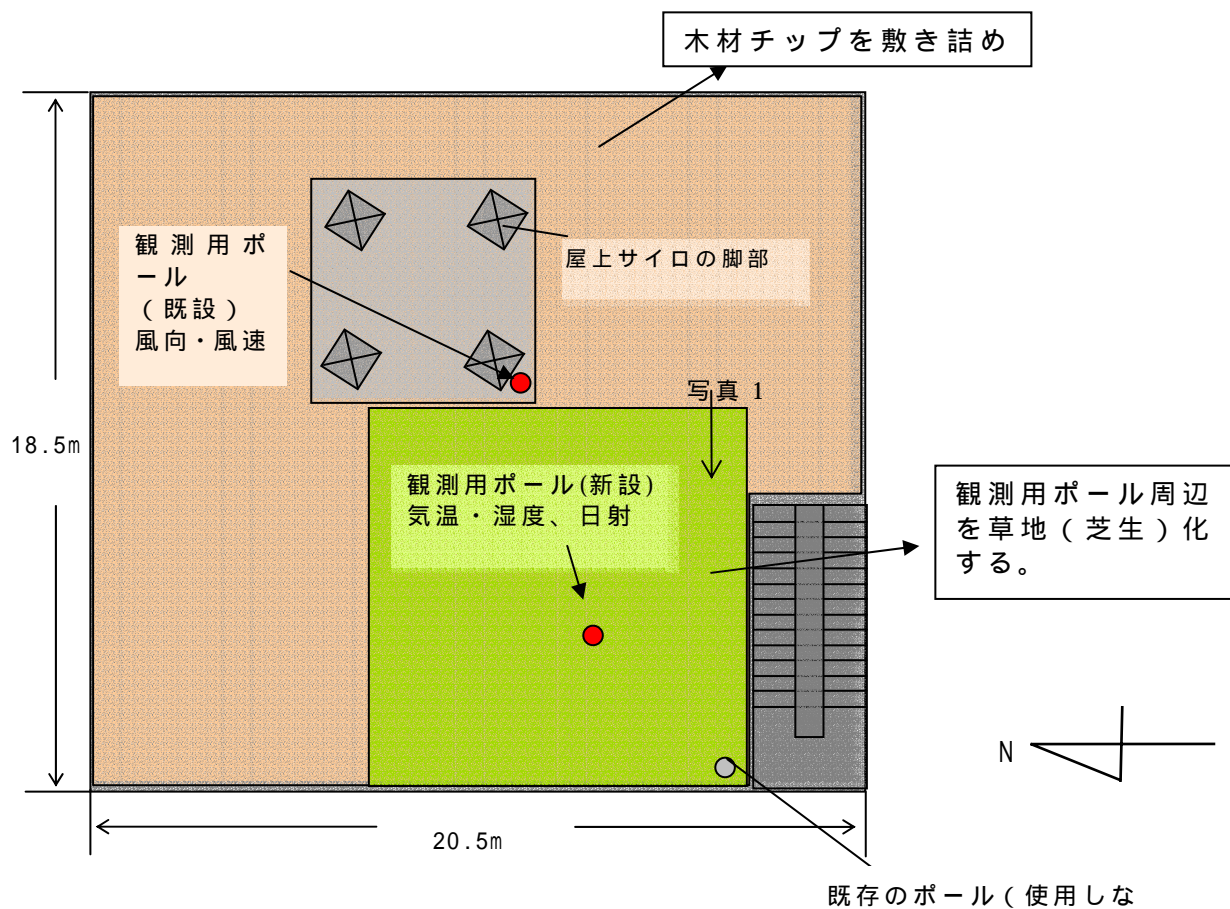 木材チップを敷き詰め
観測用ポ
ール
（既設）
風向・風速
屋上サイロの脚部
写真 1
18.5m
観測用ポール(新設)
気温・湿度、日射
観測用ポール周辺
を草地（芝生）化
する。
N
20.5m
既存のポール（使用しな